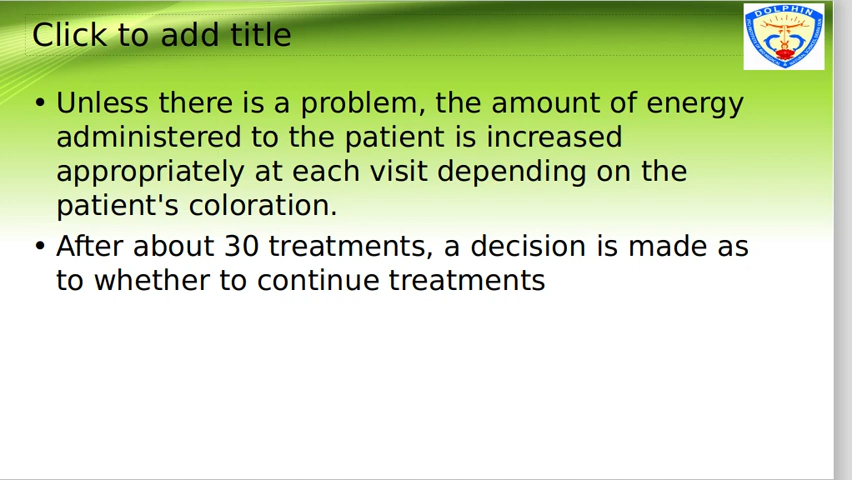 Click to add title
DOLPHIN
• Unless there is a problem, the amount of energy
administered to the patient is increased
appropriately at each visit depending on the
patient's coloration.
• After about 30 treatments, a decision is made as
to whether to continue treatments